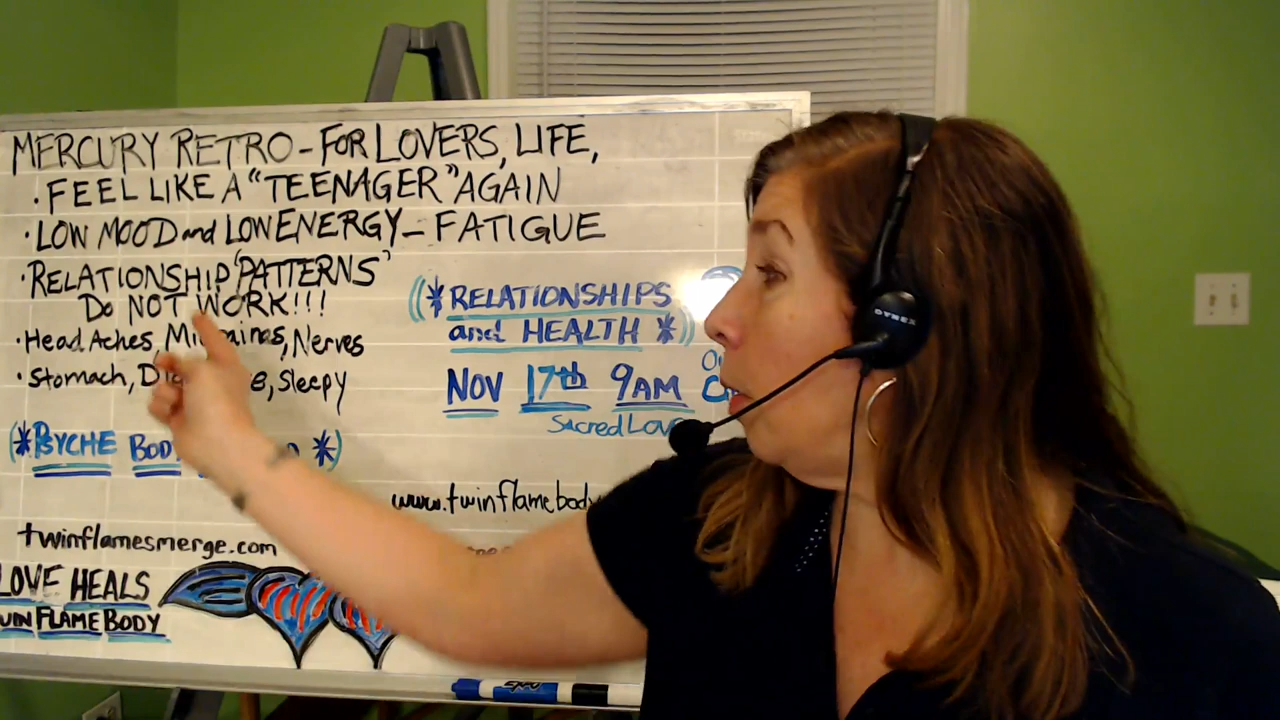 MERCURY RETRO - FOR LOVERS, LIFE,
• FEEL LIKE A "TEENAGER" AGAIN
• LOW MOOD and LOW ENERGY - FATIGUE
• RELATIONSHIP 'PATTERNS'
Do NOT WORK!!!
• Head Aches, Migraines, Nerves
• Stomach, Sleepy
(*PSYCHE *)
((*RELATIONSHIPS
and HEALTH *))
NOV 17th 9AM
Sacred
www.twinflamebody
twinflamesmerge.com
LOVE HEALS
FLAME BODY
EXPO
DYNEX